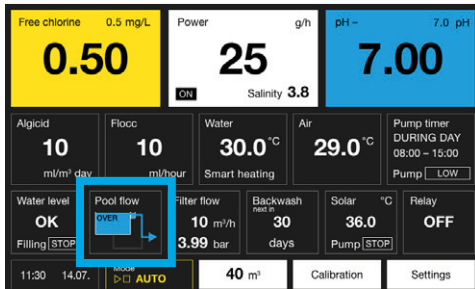 Free chlorine 0.5 mg/L
0.50
Power g/h
25
ON Salinity 3.8
pH – 7.0 pH
7.00
Algicid
10
ml/m³ day
Flocc
10
ml/hour
Water
30.0 °C
Smart heating
Air
29.0 °C
Pump timer
DURING DAY
08:00 – 15:00
Pump LOW
Water level
OK
Filling STOP
Pool flow
OVER
Filter flow
10 m³/h
3.99 bar
Backwash
next in
30
days
Solar °C
36.0
Pump STOP
Relay
OFF
11:30 14.07.
Mode
AUTO
40 m³
Calibration
Settings